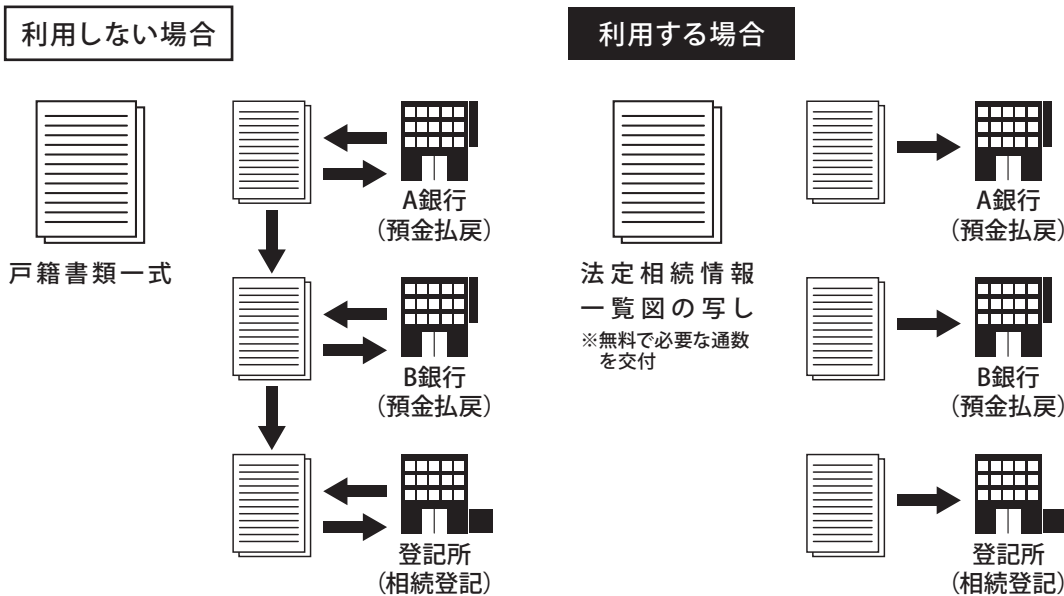 利用しない場合
戸籍書類一式
A銀行
（預金払戻）
B銀行
（預金払戻）
登記所
（相続登記）
利用する場合
法定相続情報
一覧図の写し
※無料で必要な通数
を交付
A銀行
（預金払戻）
B銀行
（預金払戻）
登記所
（相続登記）